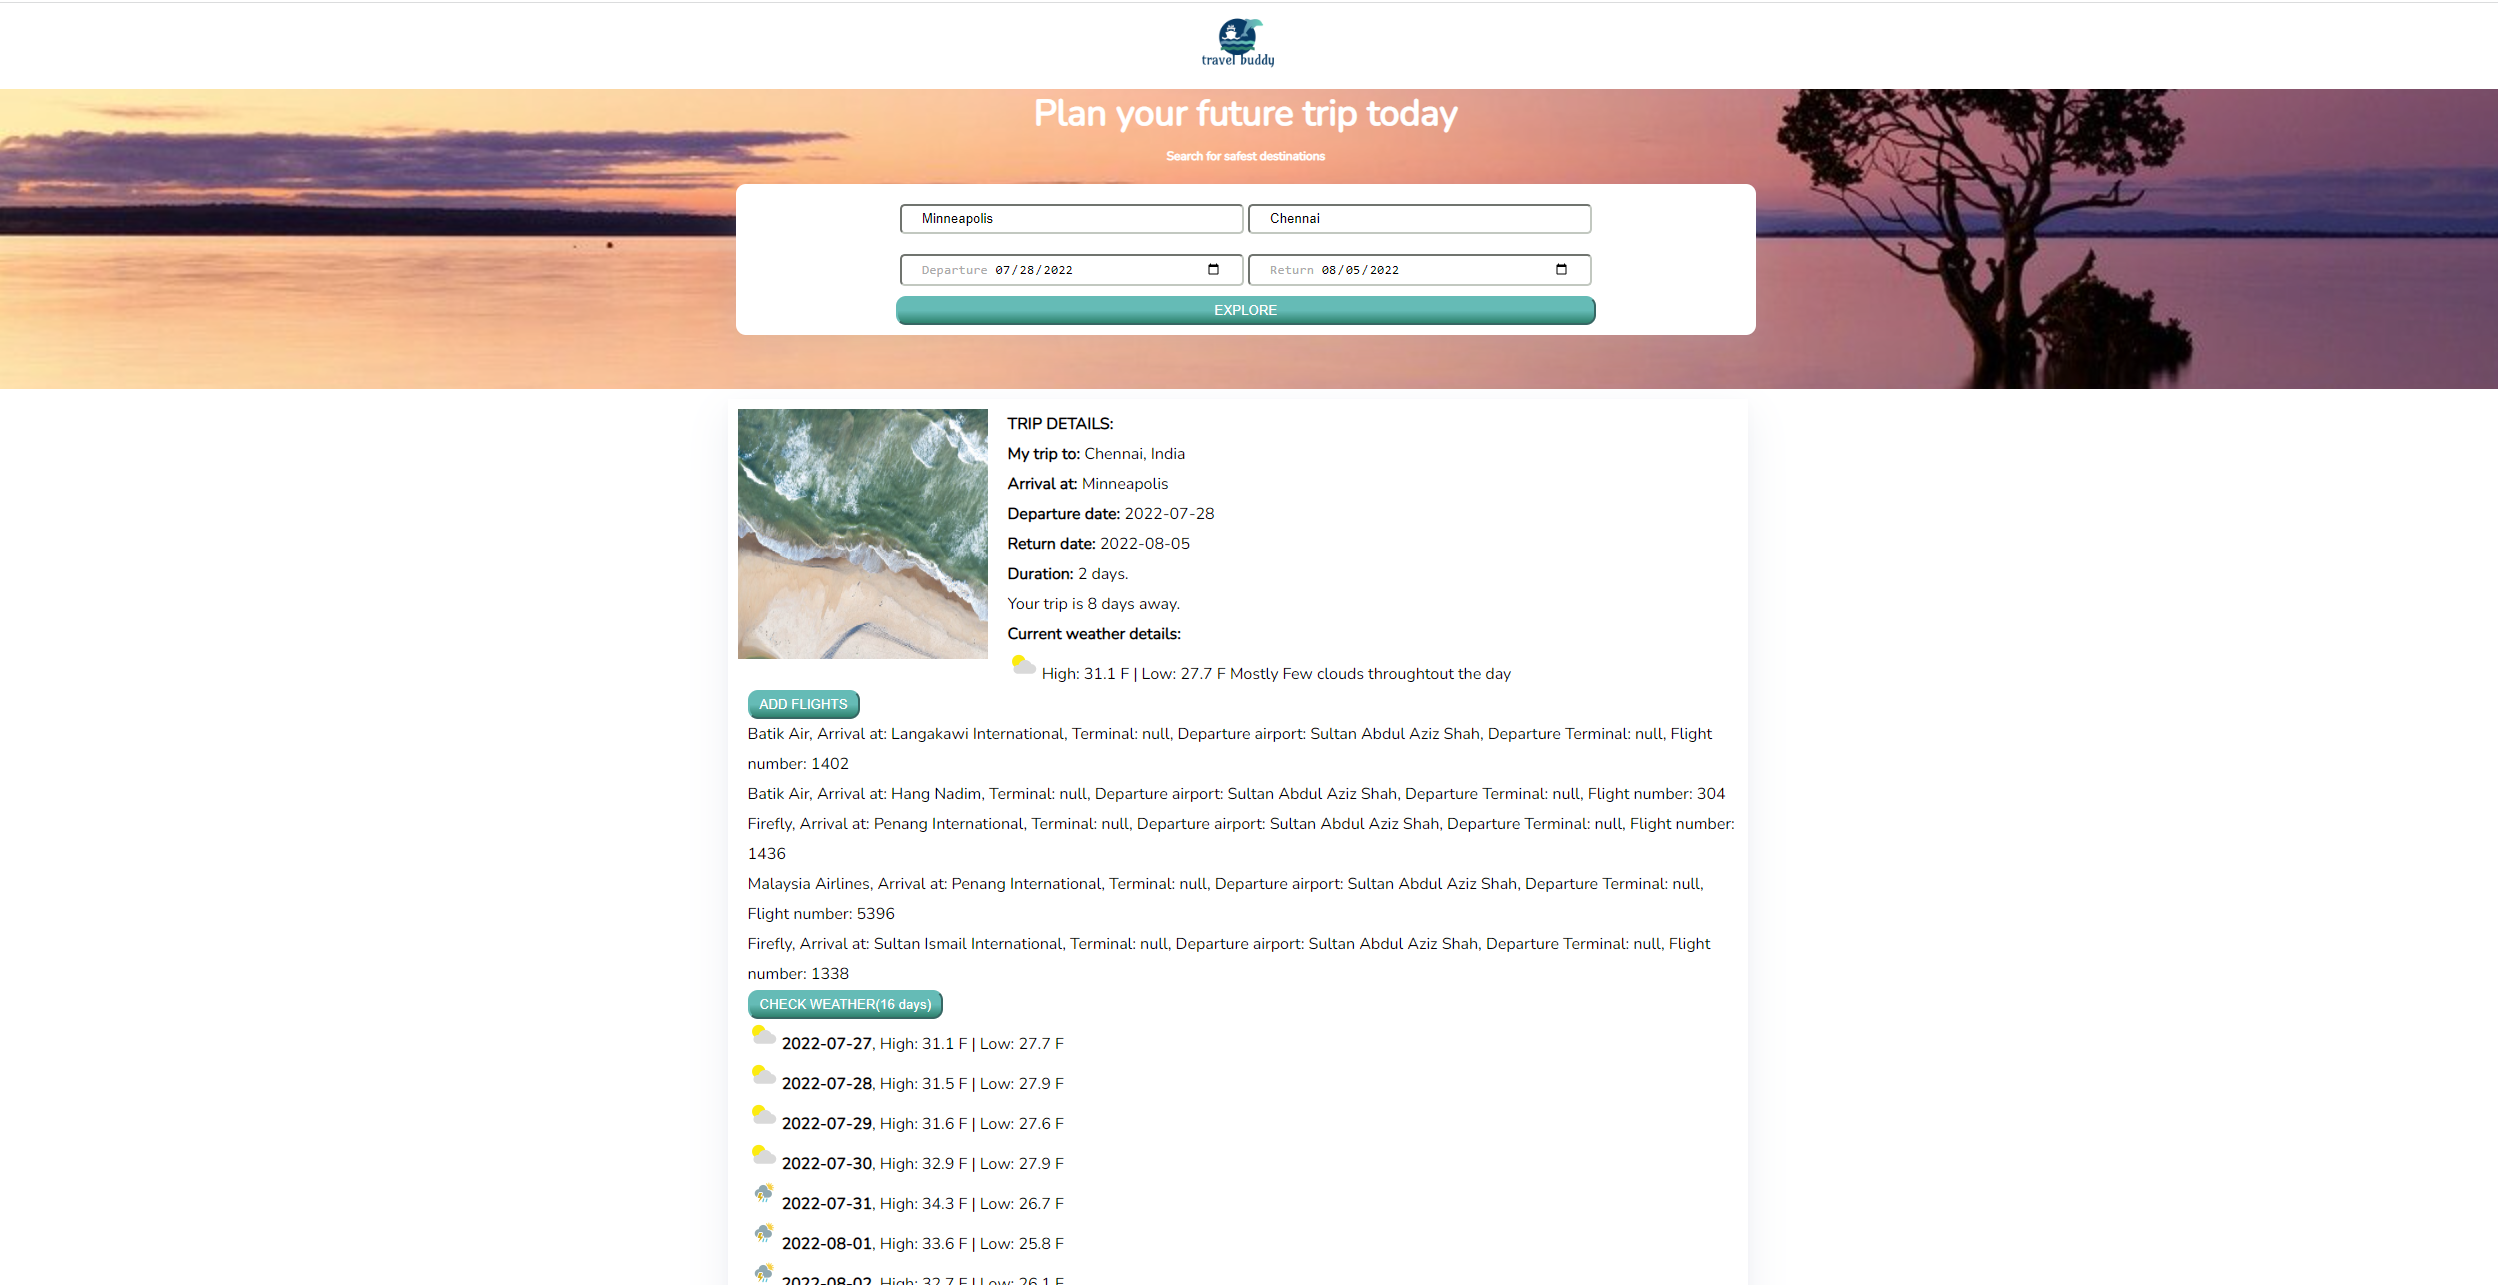 travel buddy
Plan your future trip today
Search for safest destinations
Minneapolis
Chennai
Departure 07/28/2022
Return 08/05/2022
EXPLORE
TRIP DETAILS:
My trip to: Chennai, India
Arrival at: Minneapolis
Departure date: 2022-07-28
Return date: 2022-08-05
Duration: 2 days.
Your trip is 8 days away.
Current weather details:
High: 31.1 F | Low: 27.7 F Mostly Few clouds throughtout the day
ADD FLIGHTS
Batik Air, Arrival at: Langakawi International, Terminal: null, Departure airport: Sultan Abdul Aziz Shah, Departure Terminal: null, Flight
number: 1402
Batik Air, Arrival at: Hang Nadim, Terminal: null, Departure airport: Sultan Abdul Aziz Shah, Departure Terminal: null, Flight number: 304
Firefly, Arrival at: Penang International, Terminal: null, Departure airport: Sultan Abdul Aziz Shah, Departure Terminal: null, Flight number:
1436
Malaysia Airlines, Arrival at: Penang International, Terminal: null, Departure airport: Sultan Abdul Aziz Shah, Departure Terminal: null,
Flight number: 5396
Firefly, Arrival at: Sultan Ismail International, Terminal: null, Departure airport: Sultan Abdul Aziz Shah, Departure Terminal: null, Flight
number: 1338
CHECK WEATHER(16 days)
2022-07-27, High: 31.1 F | Low: 27.7 F
2022-07-28, High: 31.5 F | Low: 27.9 F
2022-07-29, High: 31.6 F | Low: 27.6 F
2022-07-30, High: 32.9 F | Low: 27.9 F
2022-07-31, High: 34.3 F | Low: 26.7 F
2022-08-01, High: 33.6 F | Low: 25.8 F
2022-08-02, High: 32.7 F | Low: 26.1 F